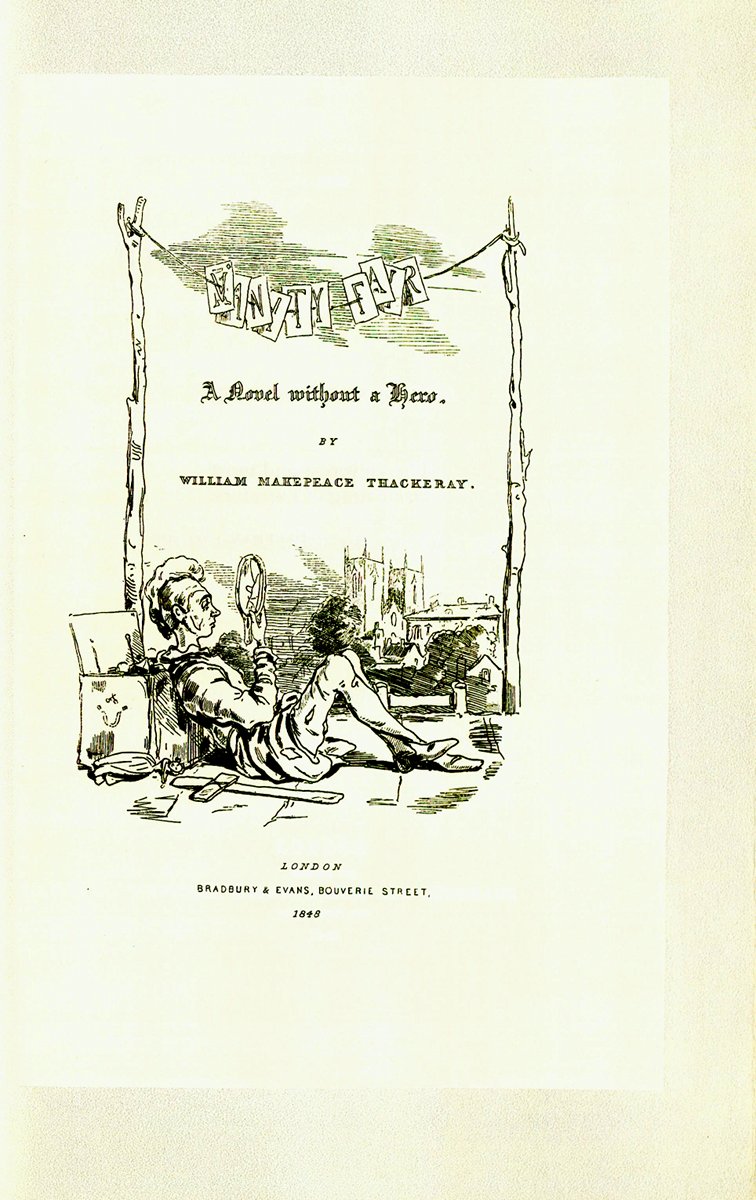 VANITY FAIR
A Novel without a Hero.
BY
WILLIAM MAKEPEACE THACKERAY.
LONDON
BRADBURY & EVANS, BOUVERIE STREET,
1848